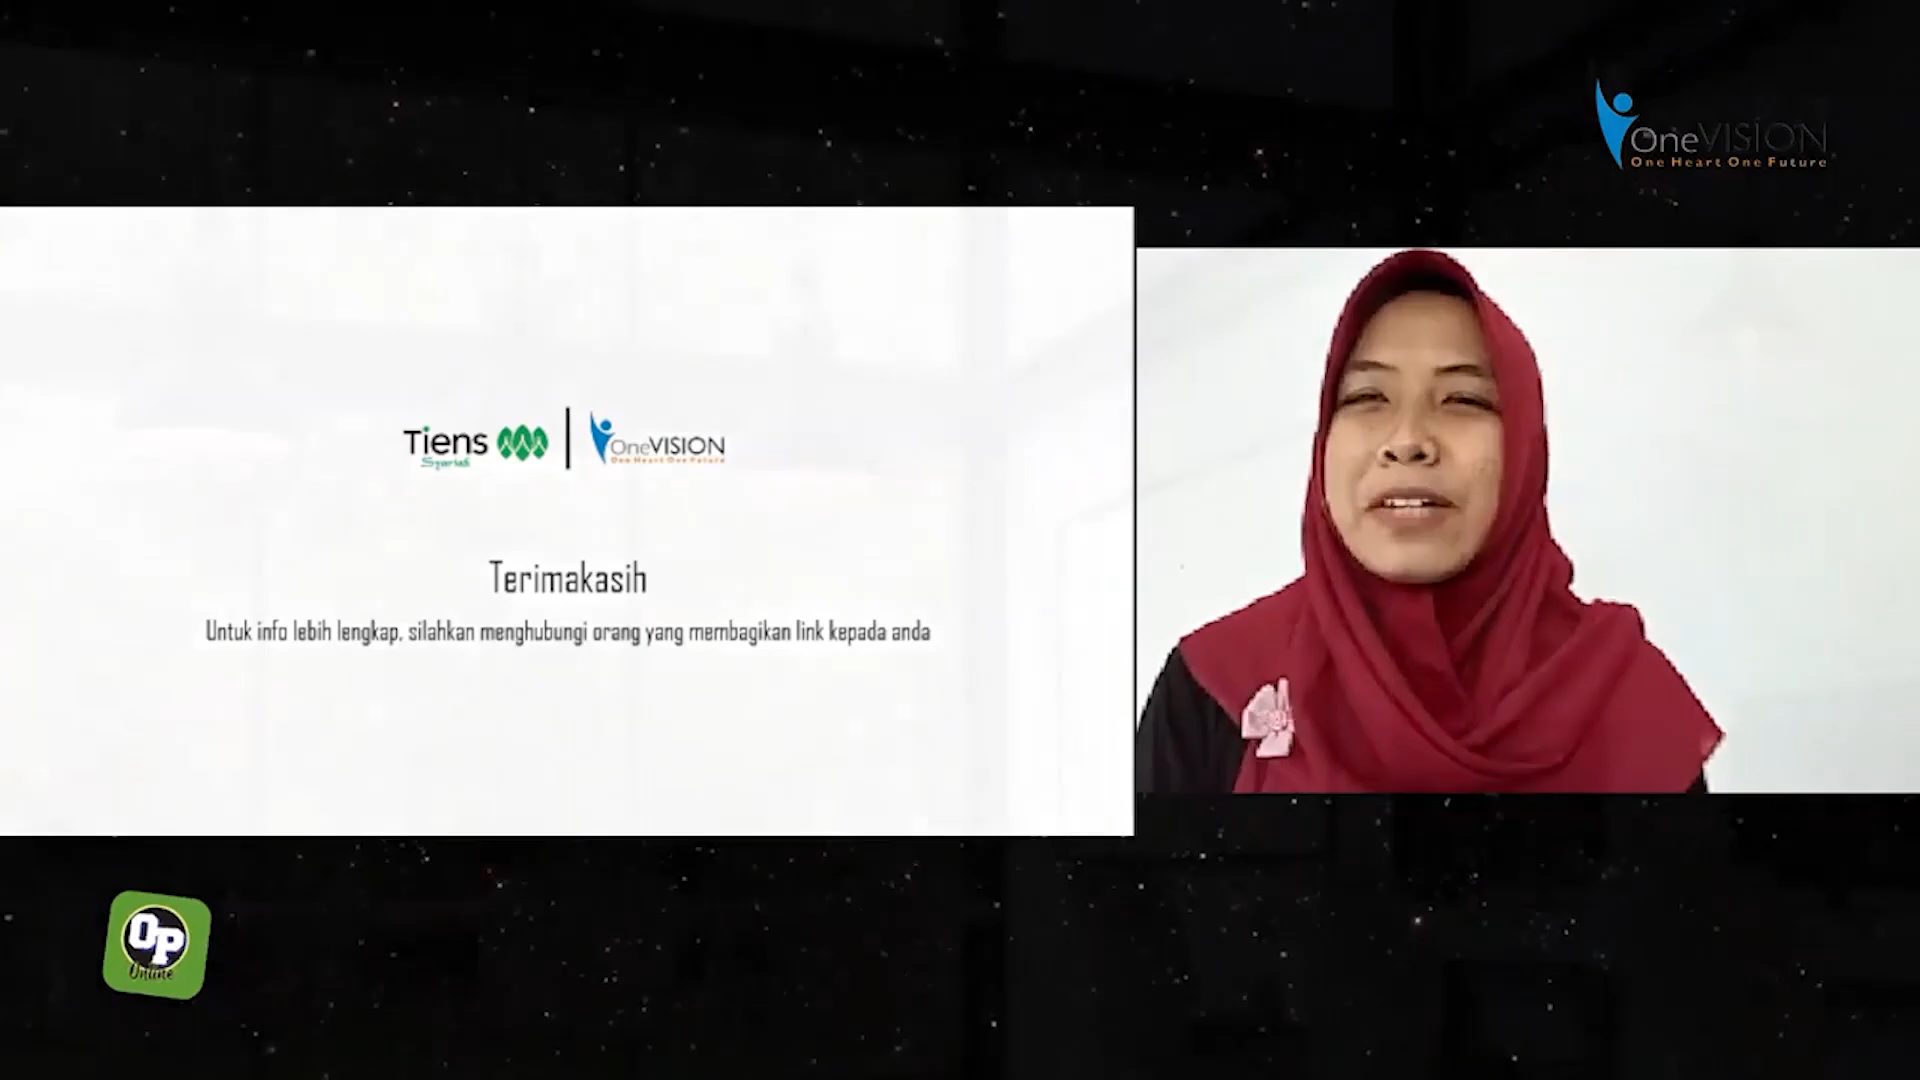 OneVISION
One Heart One Future
Tiens
Syariah
OneVISION
One Heart One Future
Terimakasih
Untuk info lebih lengkap, silahkan menghubungi orang yang membagikan link kepada anda
OP
Online